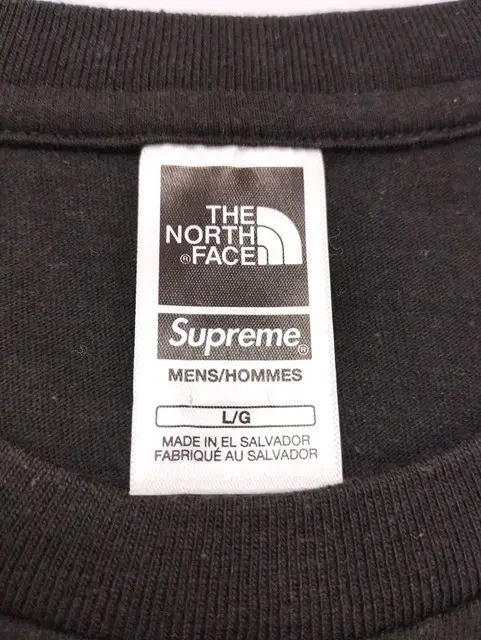 THE
NORTH
®FACE
Supreme®
MENS/HOMMES
L/G
MADE IN EL SALVADOR
FABRIQUÉ AU SALVADOR